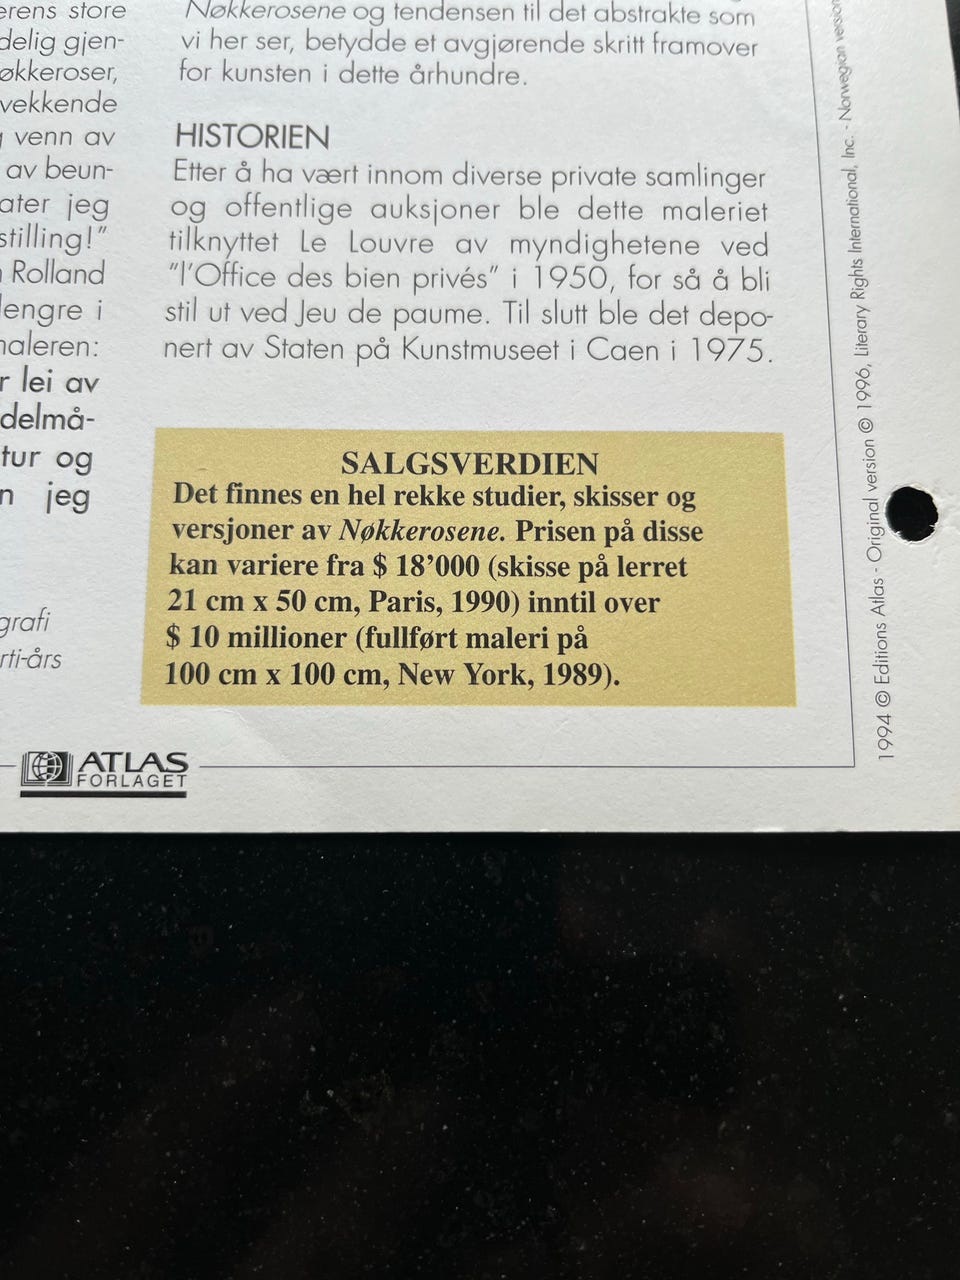 erens store
delig gjen-
økkeroser,
vekkende
venn av
av beun-
ater jeg
stilling!"
Rolland
lengre i
naleren:
r lei av
delmå-
tur og
n jeg
grafi
rti-års
Nøkkerosene og tendensen til det abstrakte som
vi her ser, betydde et avgjørende skritt framover
for kunsten i dette århundre.
HISTORIEN
Etter å ha vært innom diverse private samlinger
og offentlige auksjoner ble dette maleriet
tilknyttet Le Louvre av myndighetene ved
"l'Office des bien privés" i 1950, for så å bli
stil ut ved Jeu de paume. Til slutt ble det depo-
nert av Staten på Kunstmuseet i Caen i 1975.
SALGSVERDIEN
Det finnes en hel rekke studier, skisser og
versjoner av Nøkkerosene. Prisen på disse
kan variere fra $ 18'000 (skisse på lerret
21 cm x 50 cm, Paris, 1990) inntil over
$ 10 millioner (fullført maleri på
100 cm x 100 cm, New York, 1989).
ATLAS
FORLAGET
1994 © Editions Atlas - Original version © 1996, Literary Rights International, Inc. - Norwegian version